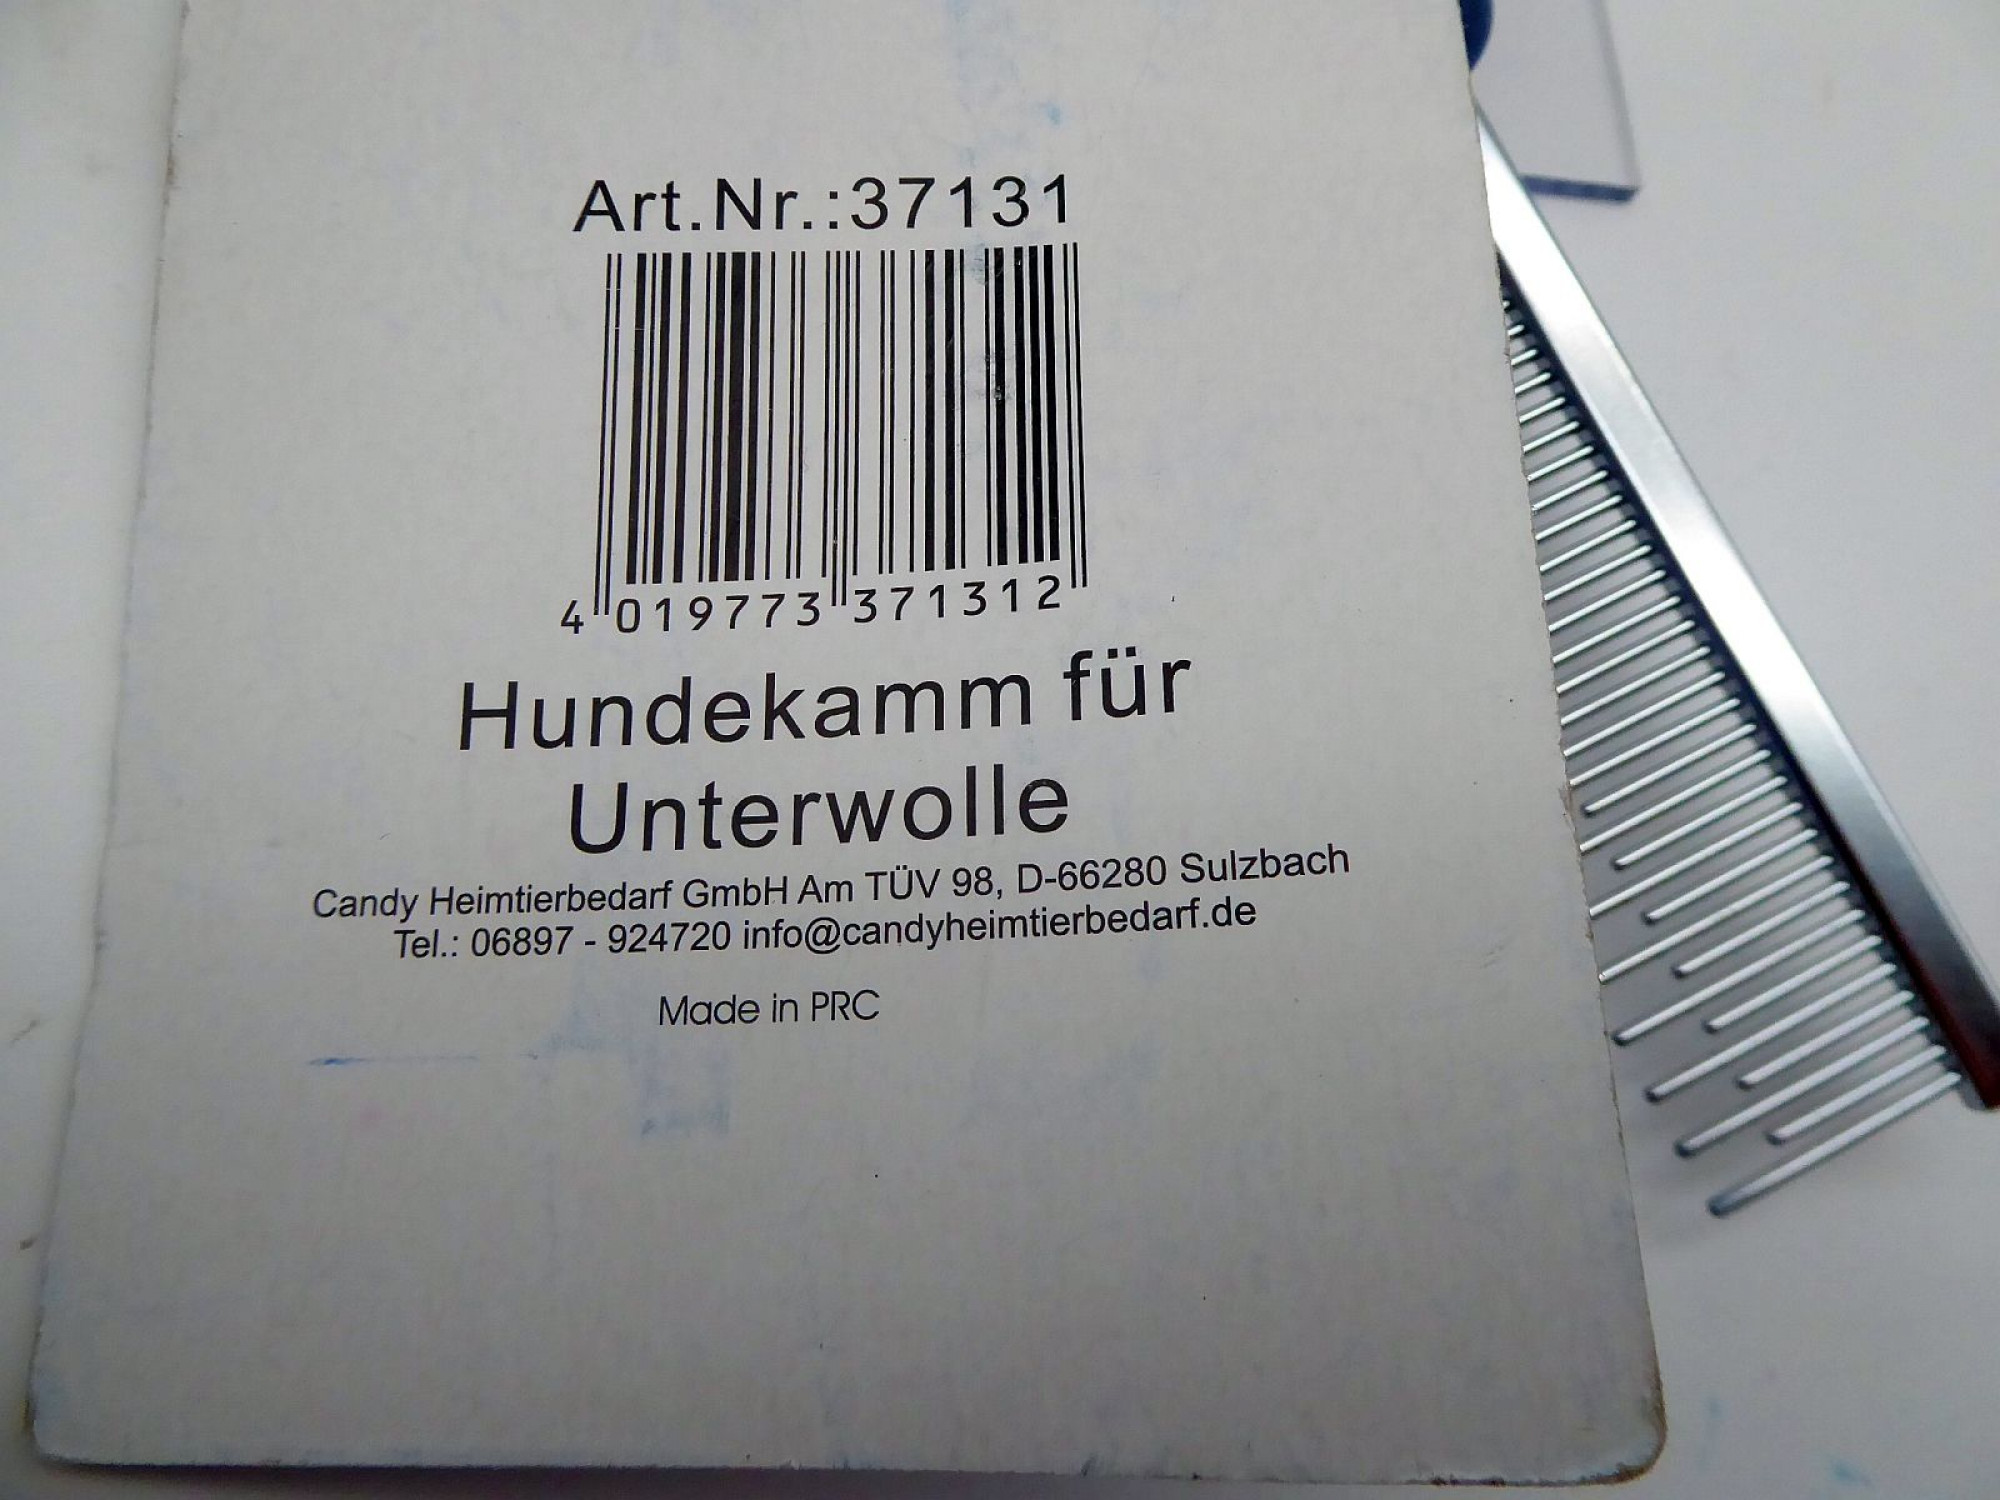 Art.Nr.:37131
4 019773 371312
Hundekamm für
Unterwolle
Candy Heimtierbedarf GmbH Am TÜV 98, D-66280 Sulzbach
Tel.: 06897 - 924720 info@candyheimtierbedarf.de
Made in PRC